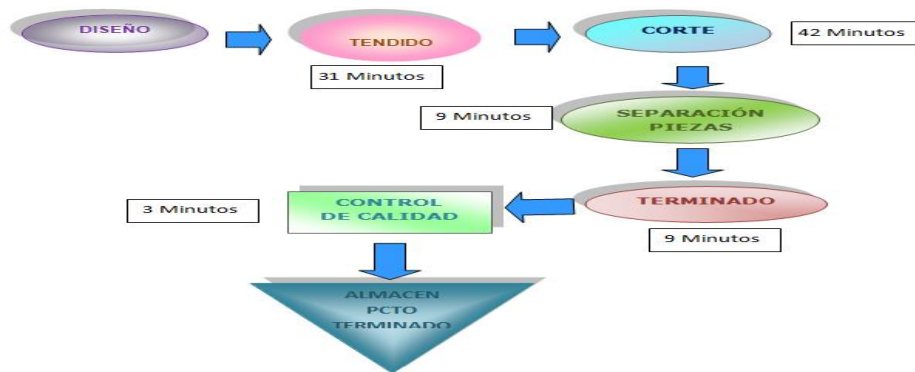 DISEÑO
TENDIDO
31 Minutos
CORTE
42 Minutos
9 Minutos
SEPARACIÓN
PIEZAS
TERMINADO
9 Minutos
CONTROL
DE CALIDAD
3 Minutos
ALMACEN
PCTO
TERMINADO